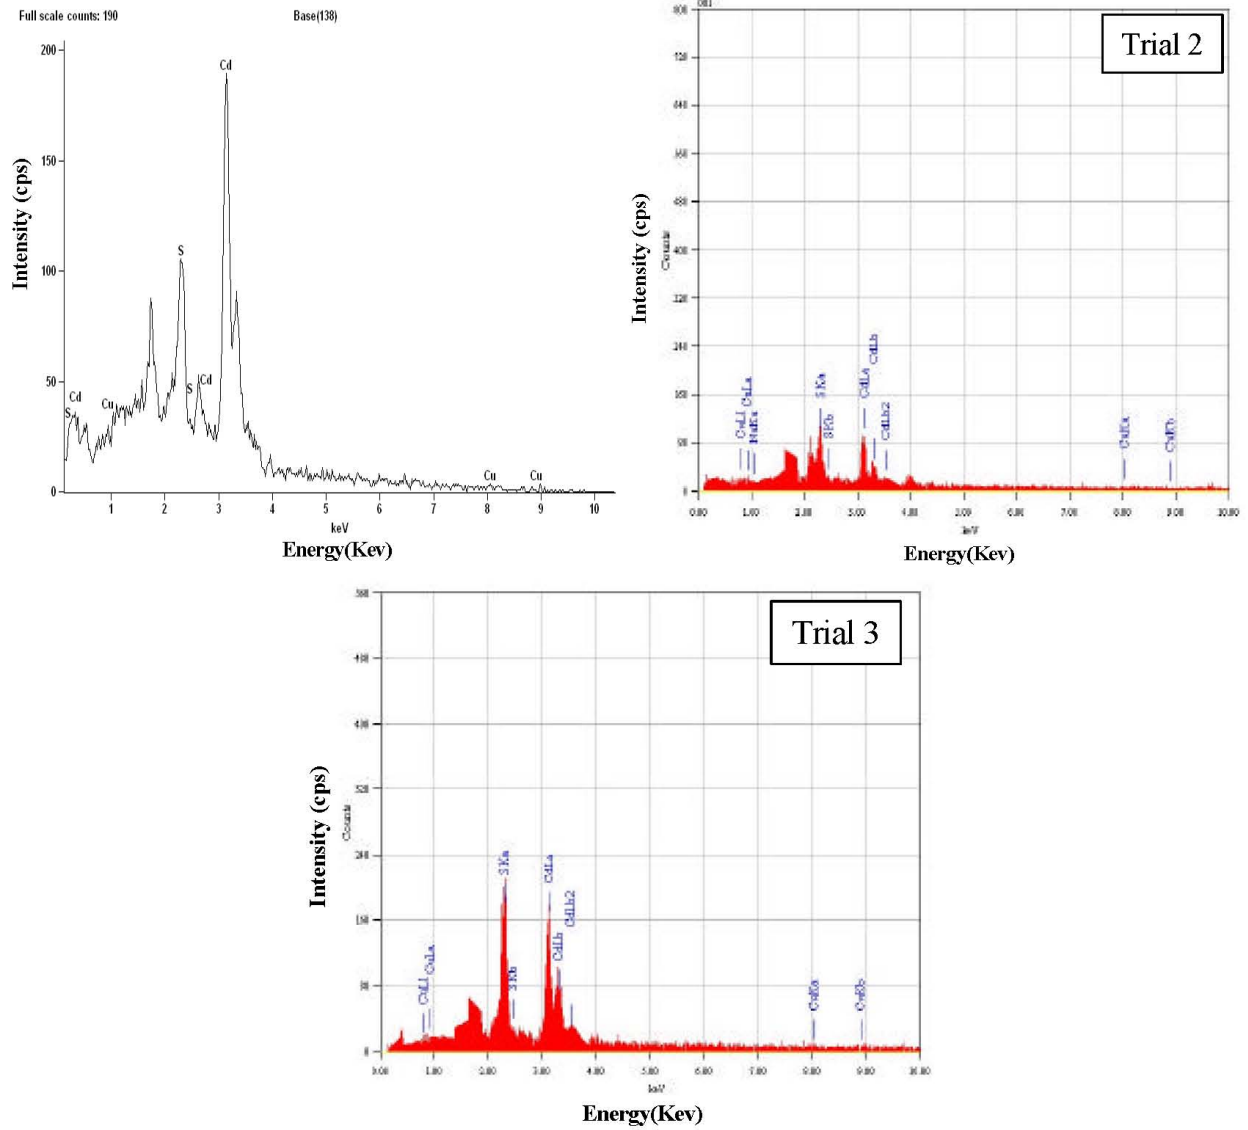 Full scale counts: 190
Base(138)
200
150
100
50
0
Intensity (cps)
Cd
S
Cd
S
Cd
S
Cu
Cu
Cu
1 2 3 4 5 6 7 8 9 10
keV
Energy(Kev)
Trial 2
Intensity (cps)
Counts
CuLl
CuLa
NaKa
SKa
SKb
CdLa
CdLb
CdLb2
CuKa
CuKb
0.00 1.00 2.00 3.00 4.00 5.00 6.00 7.00 8.00 9.00 10.00
keV
Energy(Kev)
Trial 3
Intensity (cps)
Counts
CuLl
CuLa
SKa
SKb
CdLa
CdLb
CdLb2
CuKa
CuKb
0.00 1.00 2.00 3.00 4.00 5.00 6.00 7.00 8.00 9.00 10.00
keV
Energy(Kev)